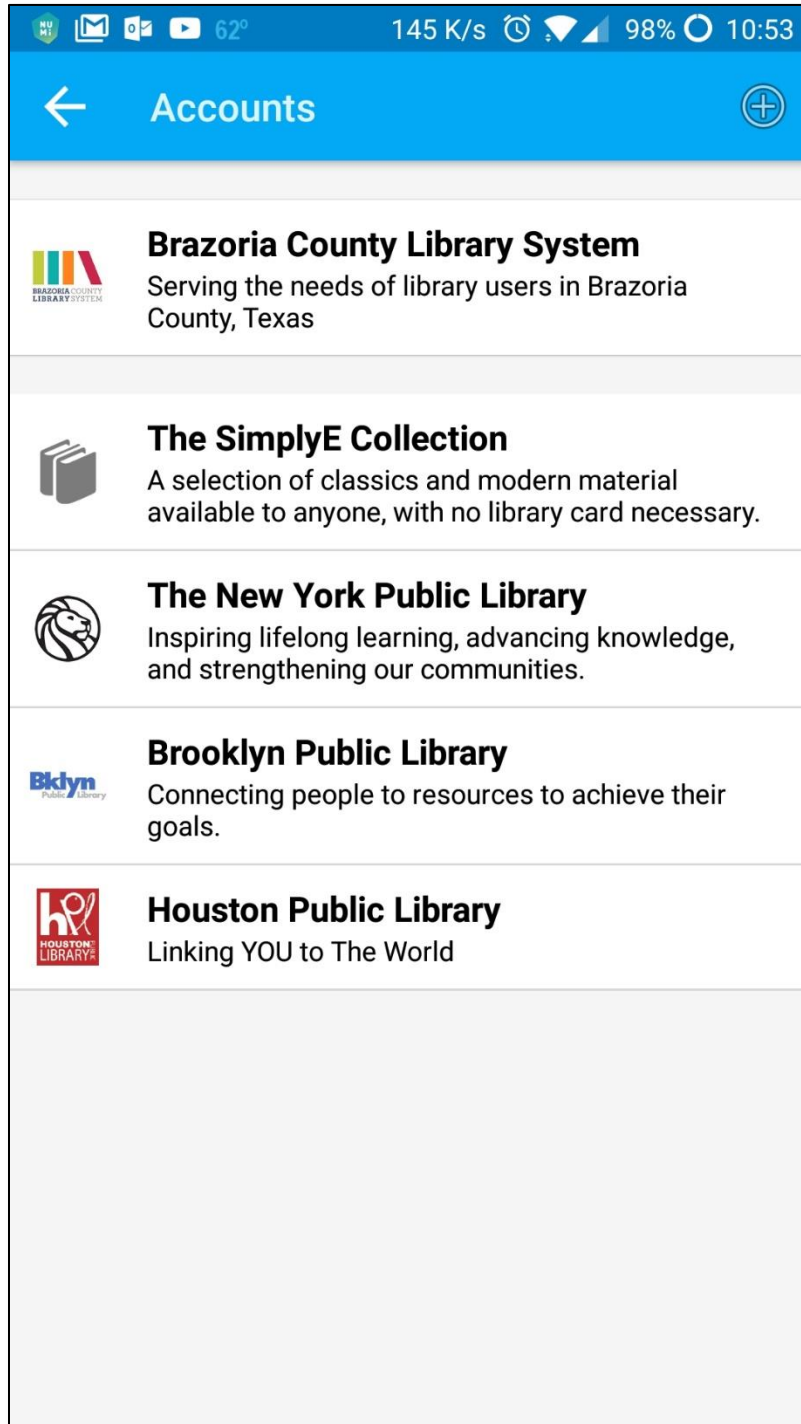 NU
MI
62° 145 K/s 98% 10:53
Accounts
Brazoria County Library System
BRAZORIA COUNTY
LIBRARY SYSTEM
Serving the needs of library users in Brazoria
County, Texas
The SimplyE Collection
A selection of classics and modern material
available to anyone, with no library card necessary.
The New York Public Library
Inspiring lifelong learning, advancing knowledge,
and strengthening our communities.
Brooklyn Public Library
Bklyn
Public Library
Connecting people to resources to achieve their
goals.
Houston Public Library
hpl
HOUSTON
LIBRARY
Linking YOU to The World